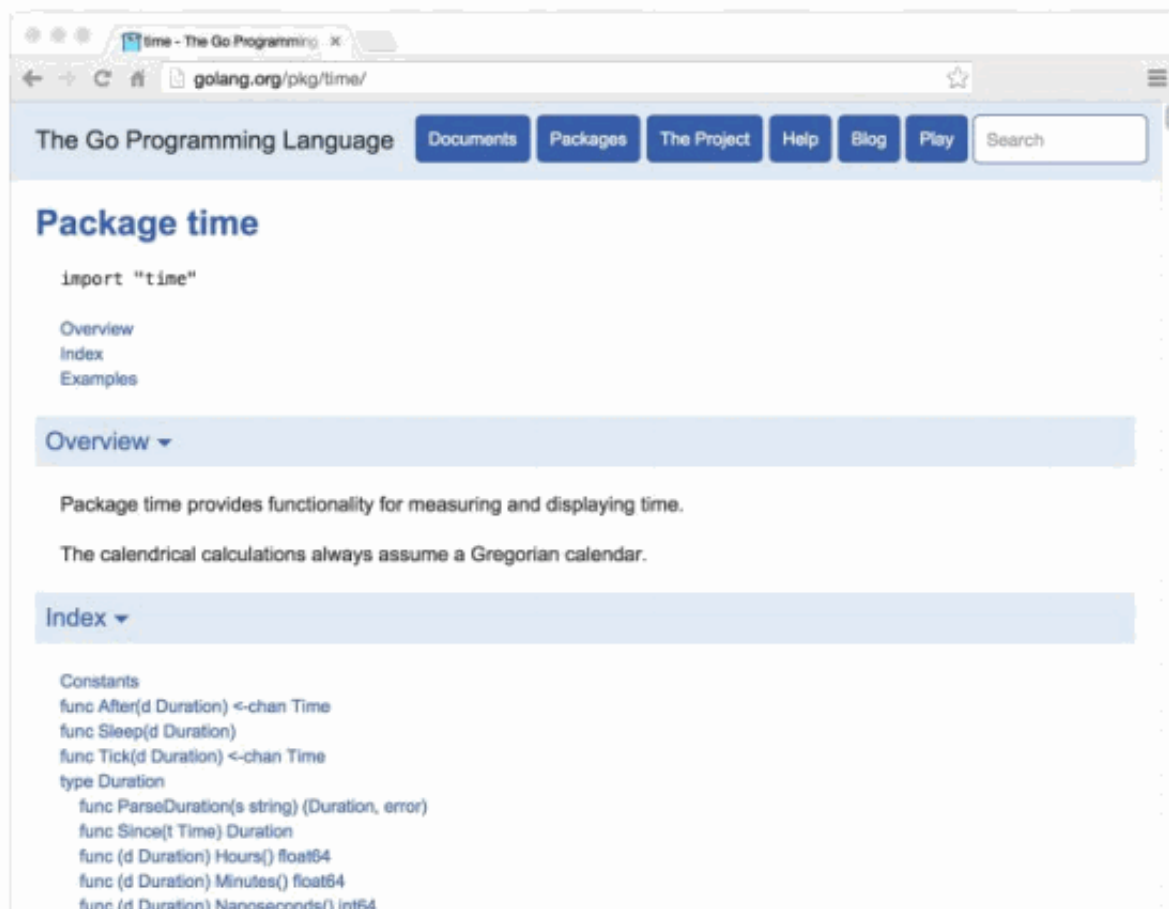 time - The Go Programming
golang.org/pkg/time/
The Go Programming Language Documents Packages The Project Help Blog Play Search
Package time
import "time"
Overview
Index
Examples
Overview
Package time provides functionality for measuring and displaying time.
The calendrical calculations always assume a Gregorian calendar.
Index
Constants
func After(d Duration) <-chan Time
func Sleep(d Duration)
func Tick(d Duration) <-chan Time
type Duration
func ParseDuration(s string) (Duration, error)
func Since(t Time) Duration
func (d Duration) Hours() float64
func (d Duration) Minutes() float64
func (d Duration) Nanoseconds() int64